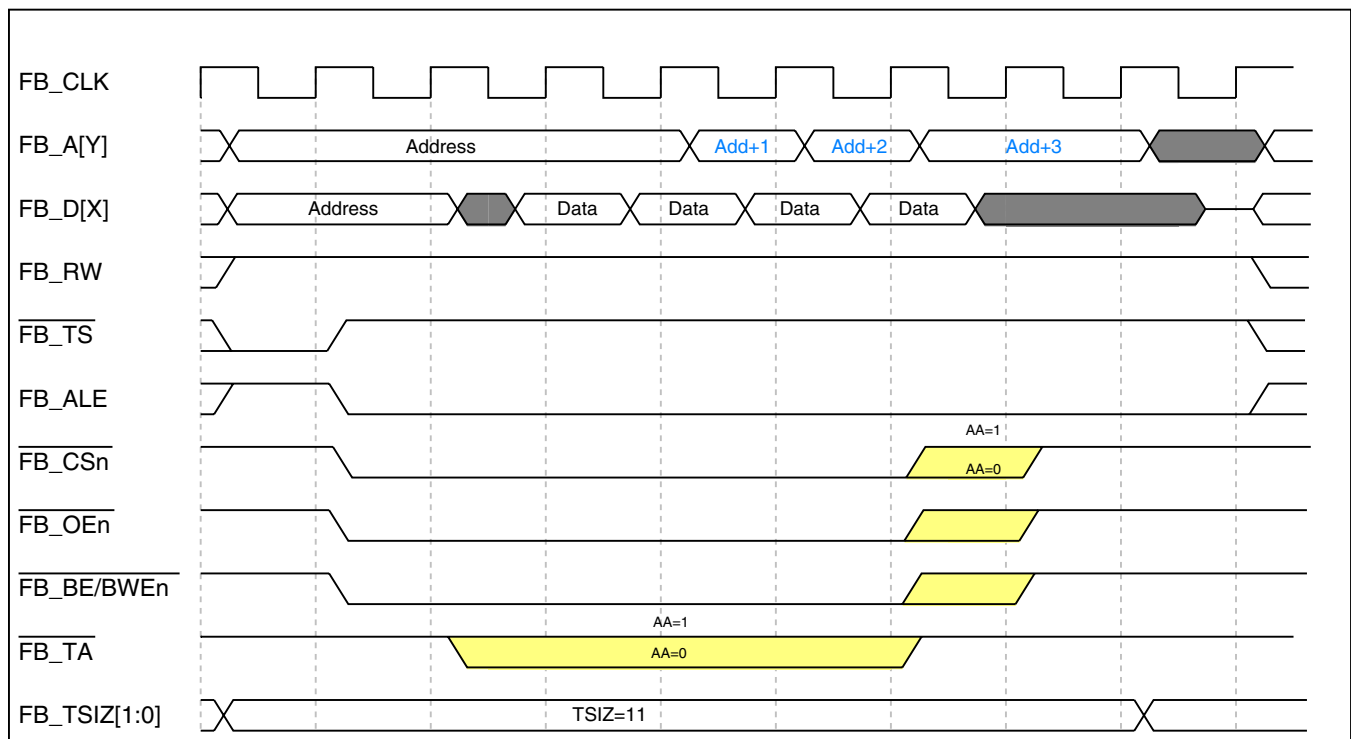 FB_CLK
FB_A[Y] Address Add+1 Add+2 Add+3
FB_D[X] Address Data Data Data Data
FB_RW
FB_TS
FB_ALE
AA=1
FB_CSn AA=0
FB_OEn
FB_BE/BWEn
AA=1
FB_TA AA=0
FB_TSIZ[1:0] TSIZ=11